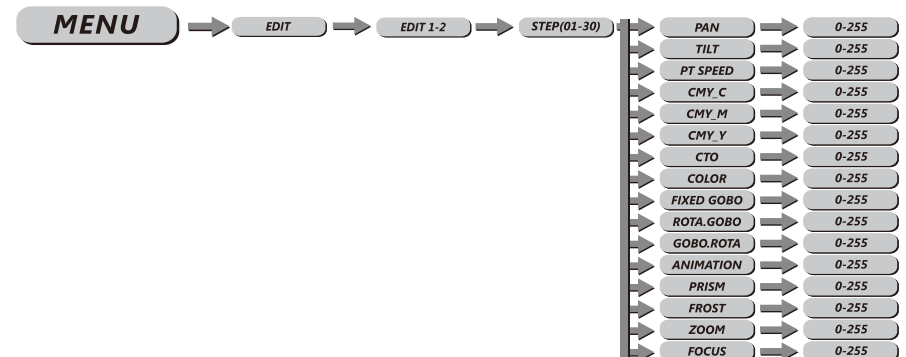 MENU EDIT EDIT 1-2 STEP(01-30) PAN 0-255
TILT 0-255
PT SPEED 0-255
CMY_C 0-255
CMY_M 0-255
CMY_Y 0-255
CTO 0-255
COLOR 0-255
FIXED GOBO 0-255
ROTA.GOBO 0-255
GOBO.ROTA 0-255
ANIMATION 0-255
PRISM 0-255
FROST 0-255
ZOOM 0-255
FOCUS 0-255